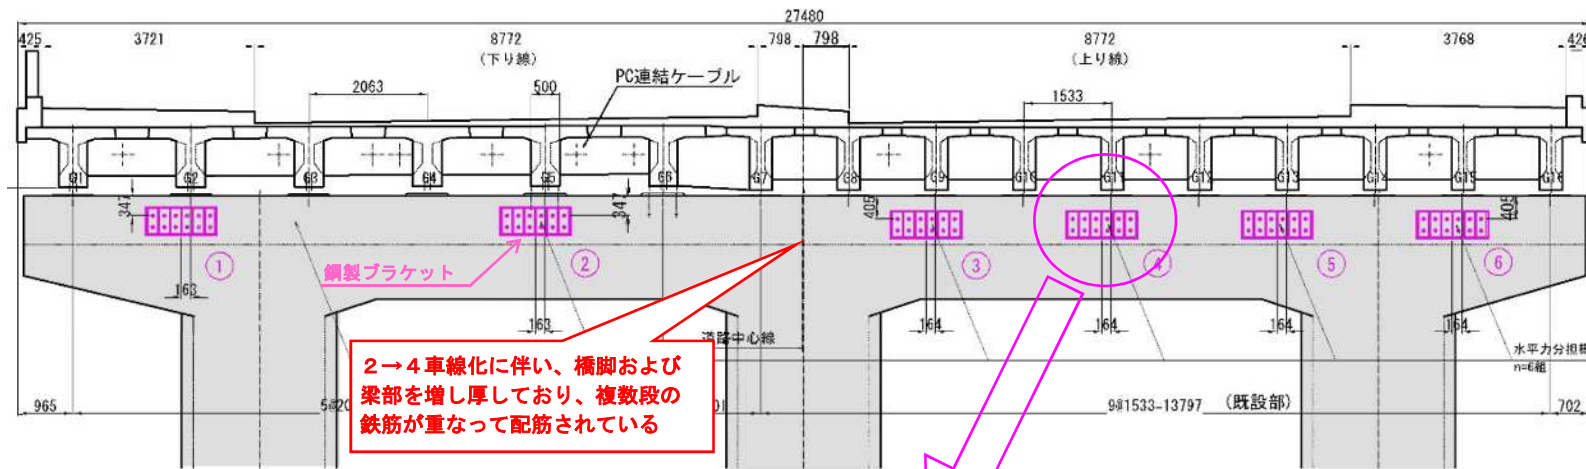 27480
425
3721
8772
798
798
8772
3768
(下り線)
(上り線)
2063
500
PC連結ケーブル
1533
G1
G2
G3
G4
G5
G6
G7
G8
G9
G10
G11
G12
G13
G14
G15
G16
347
347
405
405
鋼製ブラケット
①
②
③
④
⑤
⑥
163
163
164
164
164
164
道路中心線
2→4車線化に伴い、橋脚および
梁部を増し厚しており、複数段の
鉄筋が重なって配筋されている
水平力分担
n=6組
965
9@1533=13797 (既設部)
702